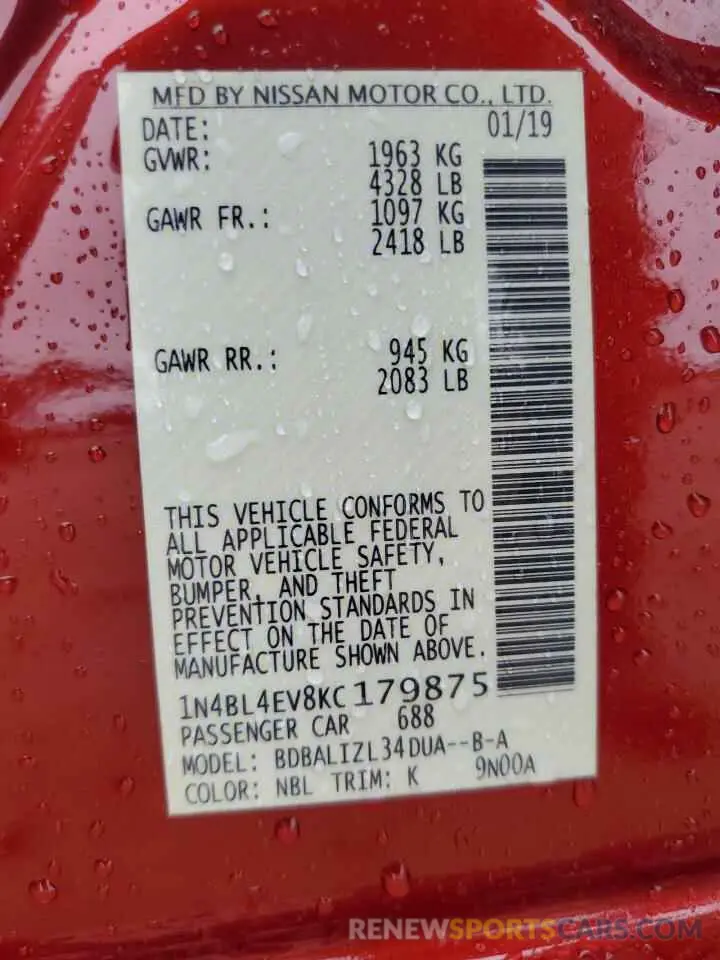 MFD BY NISSAN MOTOR CO., LTD.
DATE: 01/19
GVWR: 1963 KG
4328 LB
GAWR FR.: 1097 KG
2418 LB
GAWR RR.: 945 KG
2083 LB
THIS VEHICLE CONFORMS TO
ALL APPLICABLE FEDERAL
MOTOR VEHICLE SAFETY,
BUMPER, AND THEFT
PREVENTION STANDARDS IN
EFFECT ON THE DATE OF
MANUFACTURE SHOWN ABOVE.
1N4BL4EV8KC179875
PASSENGER CAR 688
MODEL: BDBALIZL34DUA--B-A
COLOR: NBL TRIM: K 9N00A
RENEWSPORTSCARS.COM